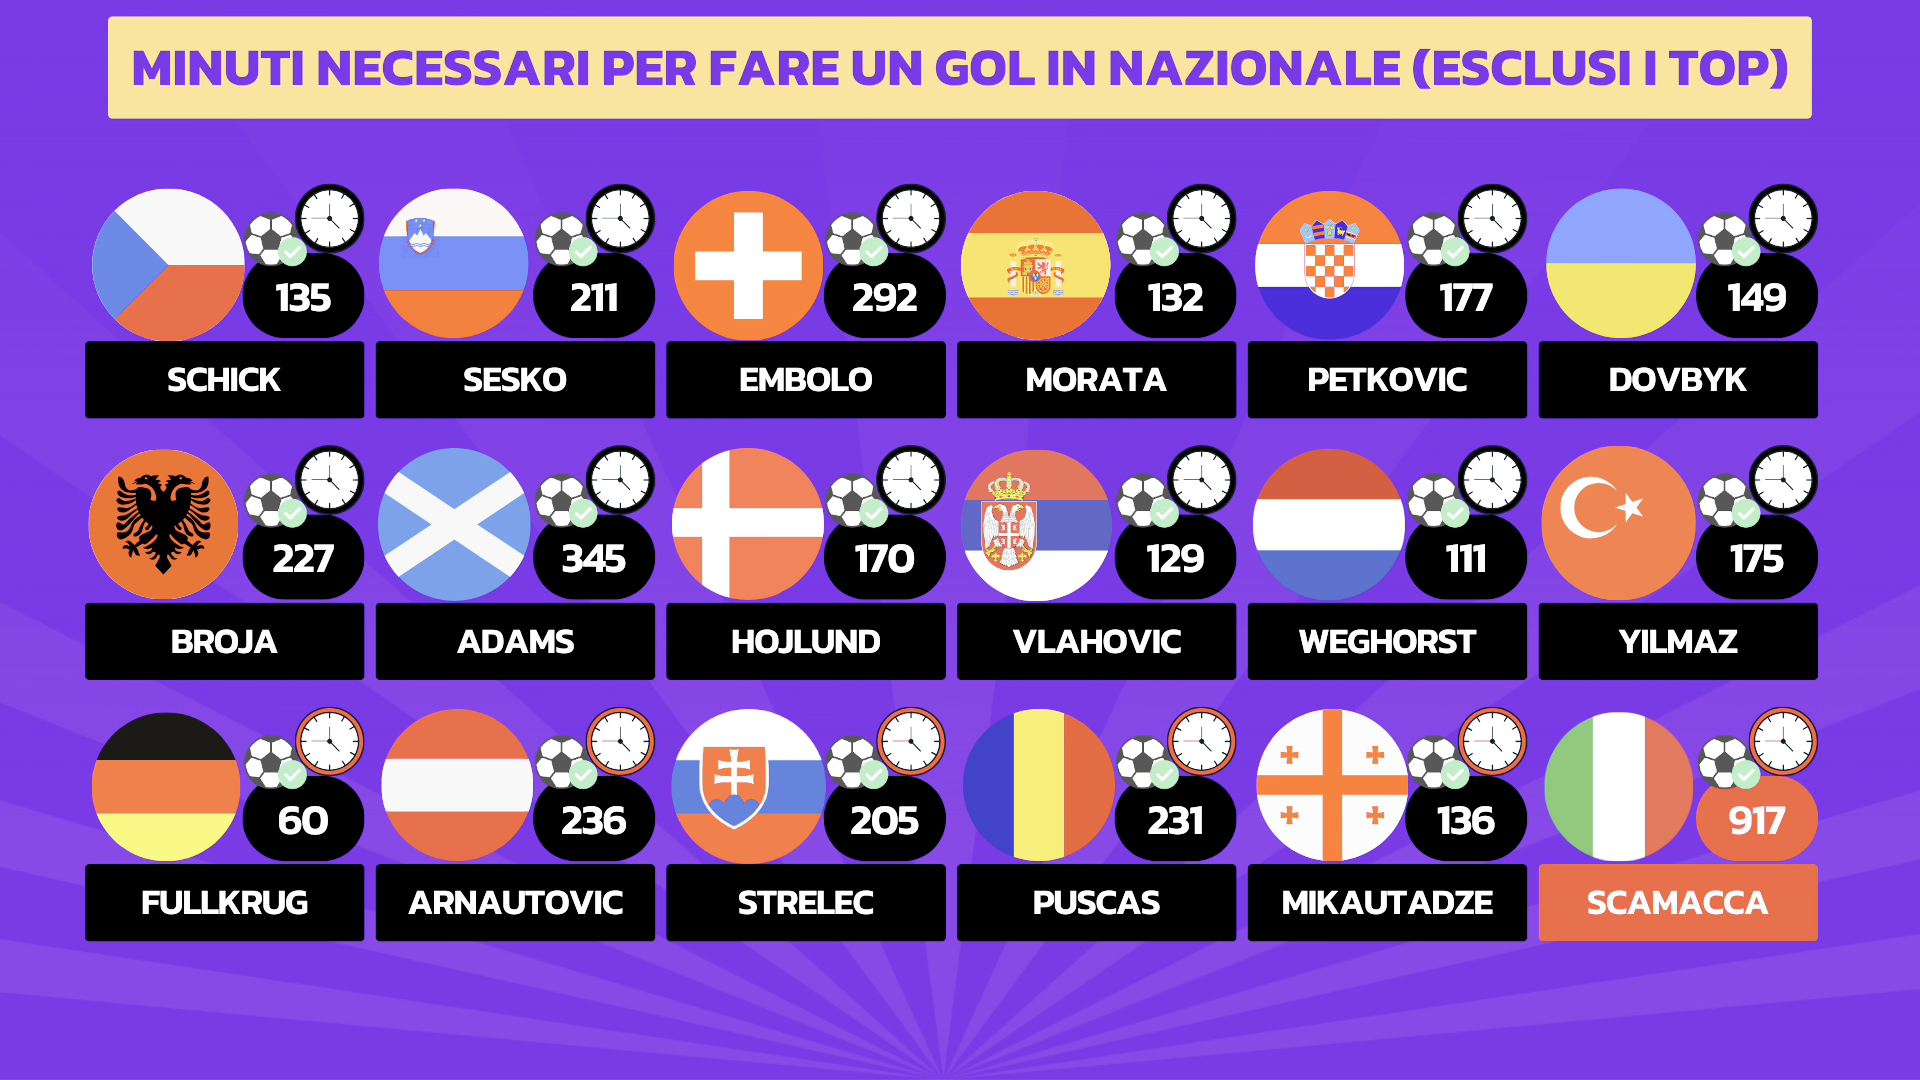 MINUTI NECESSARI PER FARE UN GOL IN NAZIONALE (ESCLUSI I TOP)
135
211
292
132
177
149
SCHICK
SESKO
EMBOLO
MORATA
PETKOVIC
DOVBYK
227
345
170
129
111
175
BROJA
ADAMS
HOJLUND
VLAHOVIC
WEGHORST
YILMAZ
60
236
205
231
136
917
FULLKRUG
ARNAUTOVIC
STRELEC
PUSCAS
MIKAUTADZE
SCAMACCA